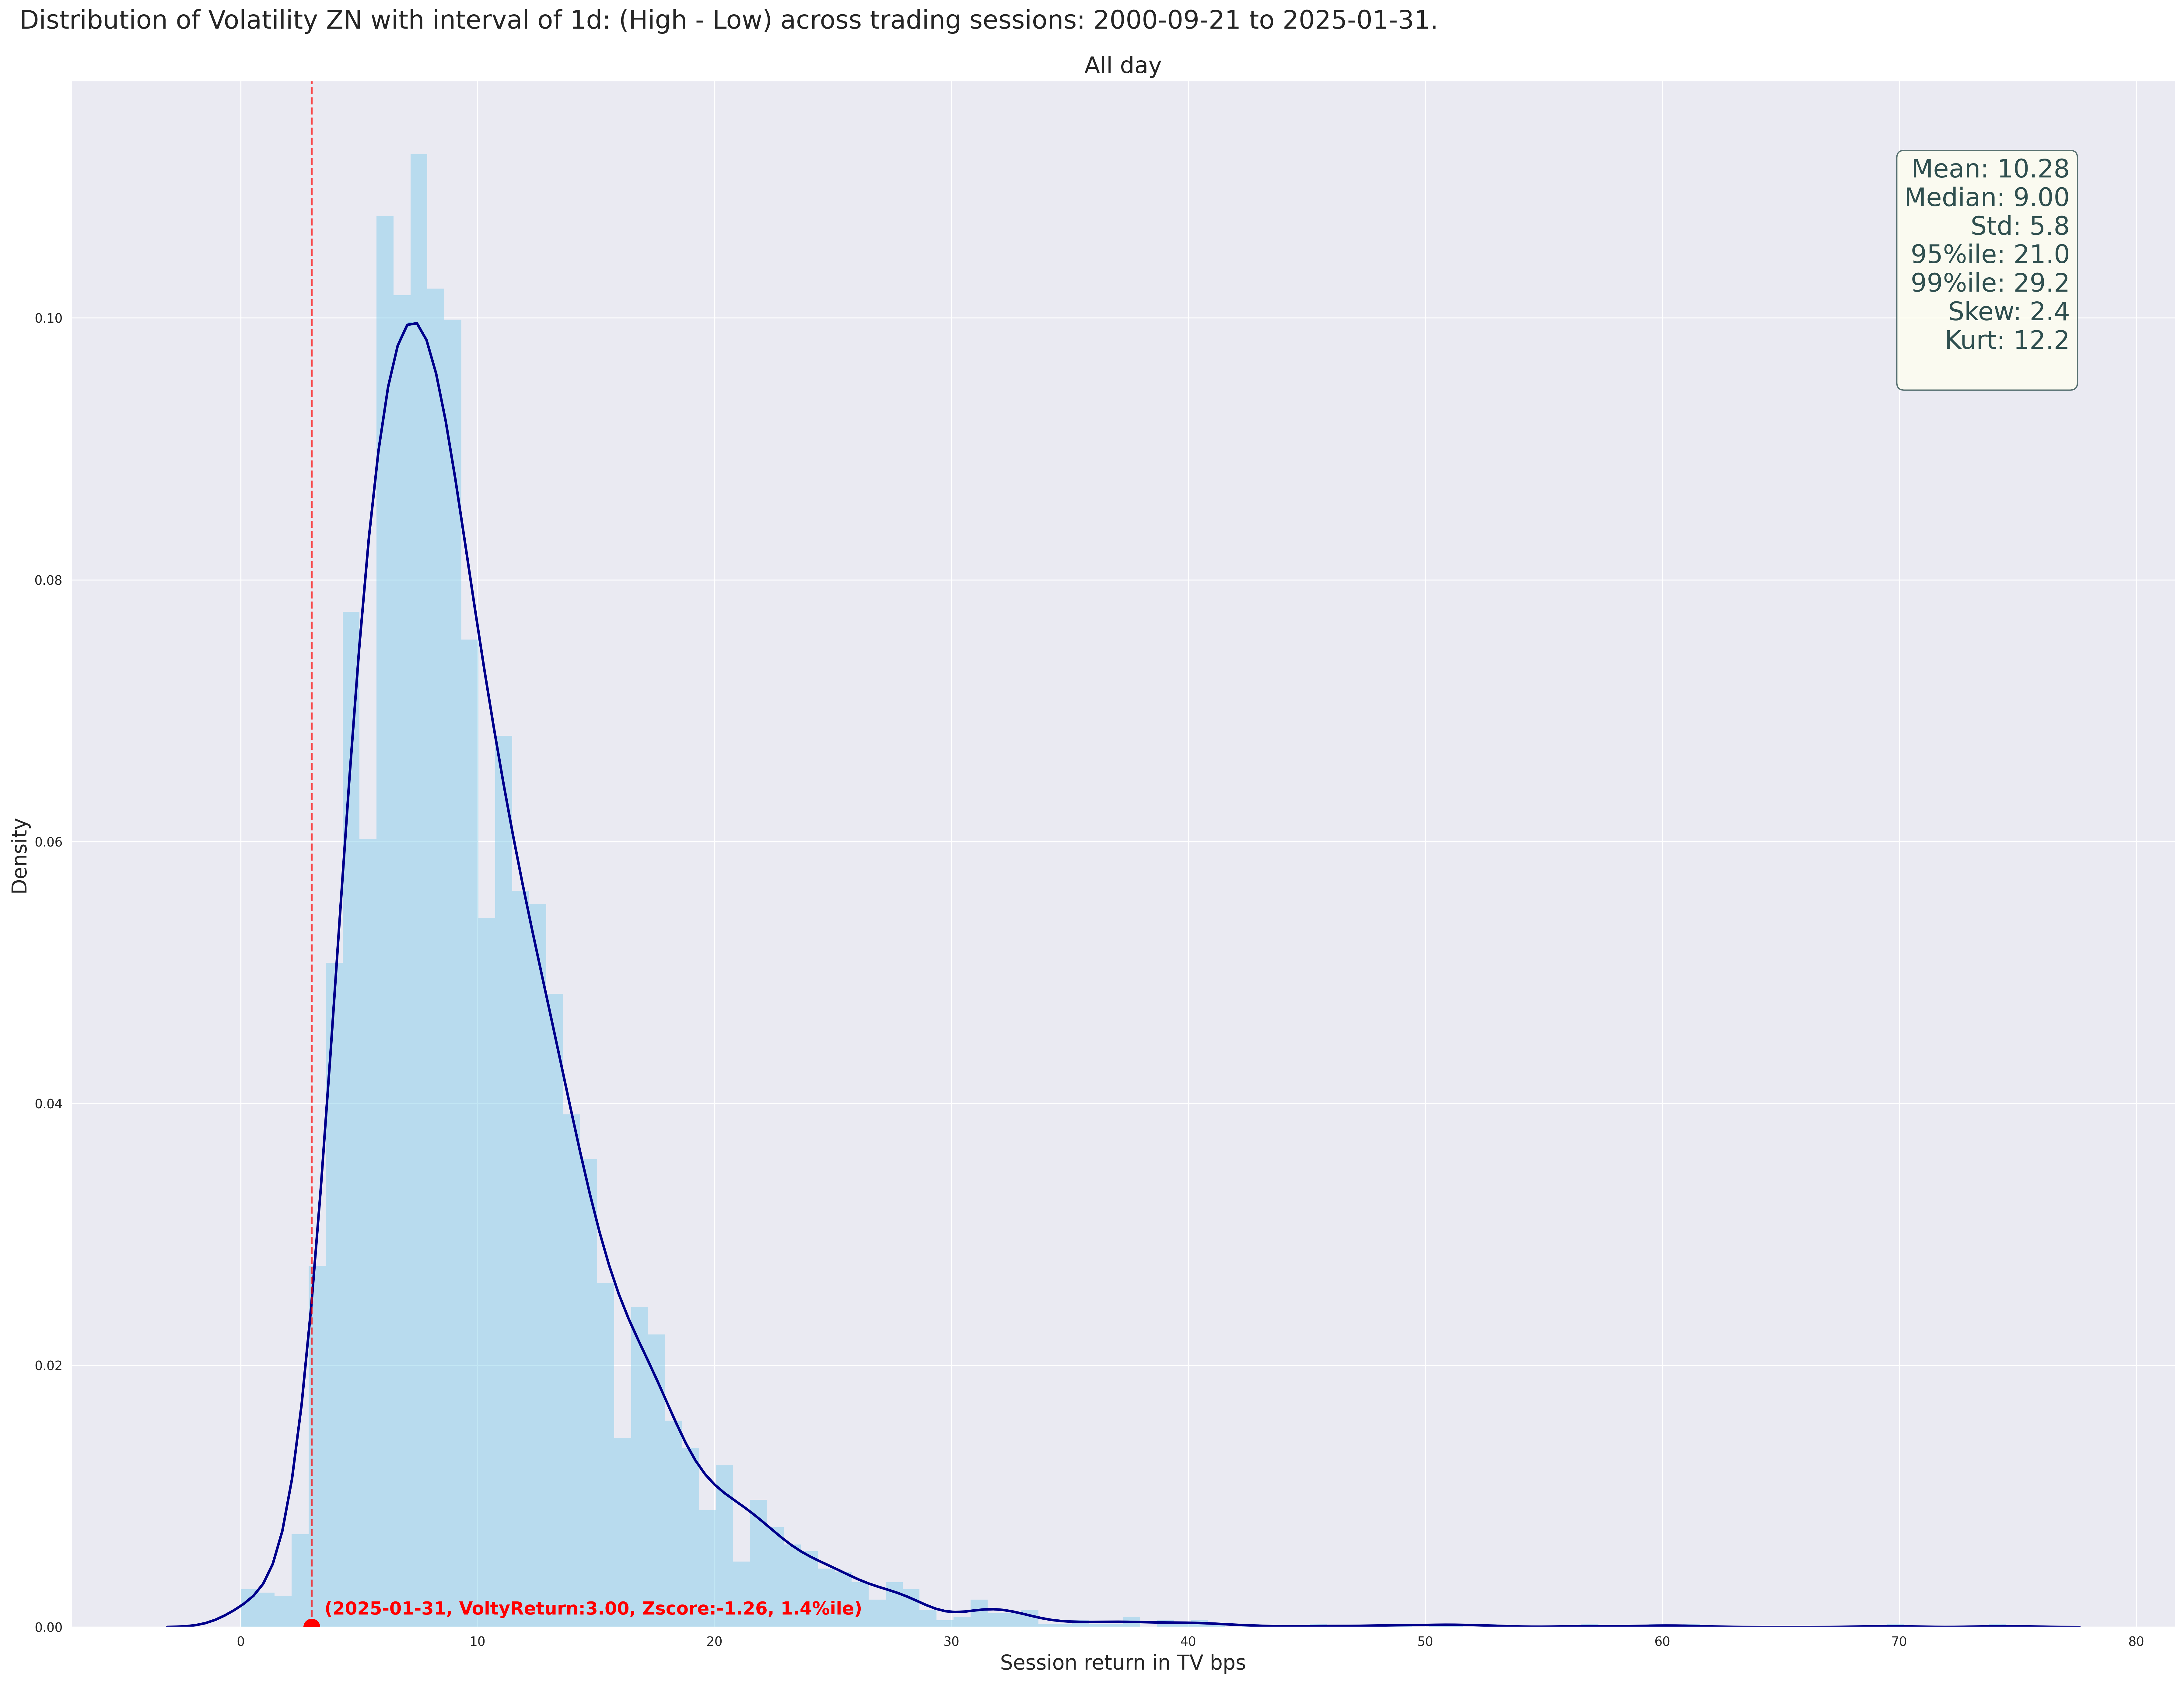 Distribution of Volatility ZN with interval of 1d: (High - Low) across trading sessions: 2000-09-21 to 2025-01-31.
All day
Mean: 10.28
Median: 9.00
Std: 5.8
95%ile: 21.0
99%ile: 29.2
Skew: 2.4
Kurt: 12.2
Density
0.10
0.08
0.06
0.04
0.02
0.00
(2025-01-31, VoltyReturn:3.00, Zscore:-1.26, 1.4%ile)
0 10 20 30 40 50 60 70 80
Session return in TV bps